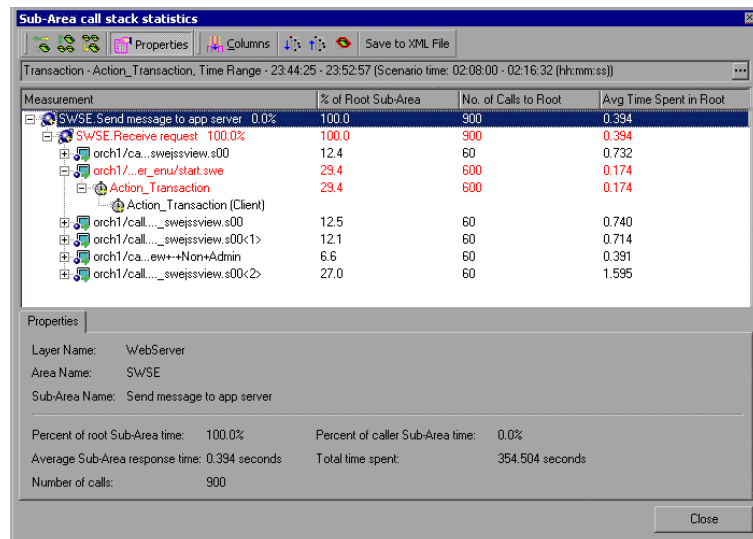 Sub-Area call stack statistics
Properties Columns Save to XML File
Transaction - Action_Transaction, Time Range - 23:44:25 - 23:52:57 (Scenario time: 02:08:00 - 02:16:32 (hh:mm:ss)) ...
Measurement % of Root Sub-Area No. of Calls to Root Avg Time Spent in Root
SWSE.Send message to app server 0.0% 100.0 900 0.394
SWSE.Receive request 100.0% 100.0 900 0.394
orch1/ca...swejssview.s00 12.4 60 0.732
orch1/...er_enu/start.swe 29.4 600 0.174
Action_Transaction 29.4 600 0.174
Action_Transaction (Client)
orch1/call...._swejssview.s00 12.5 60 0.740
orch1/call...._swejssview.s00<1> 12.1 60 0.714
orch1/ca...ew+-+Non+Admin 6.6 60 0.391
orch1/call...._swejssview.s00<2> 27.0 60 1.595
Properties
Layer Name: WebServer
Area Name: SWSE
Sub-Area Name: Send message to app server
Percent of root Sub-Area time: 100.0% Percent of caller Sub-Area time: 0.0%
Average Sub-Area response time: 0.394 seconds Total time spent: 354.504 seconds
Number of calls: 900
Close